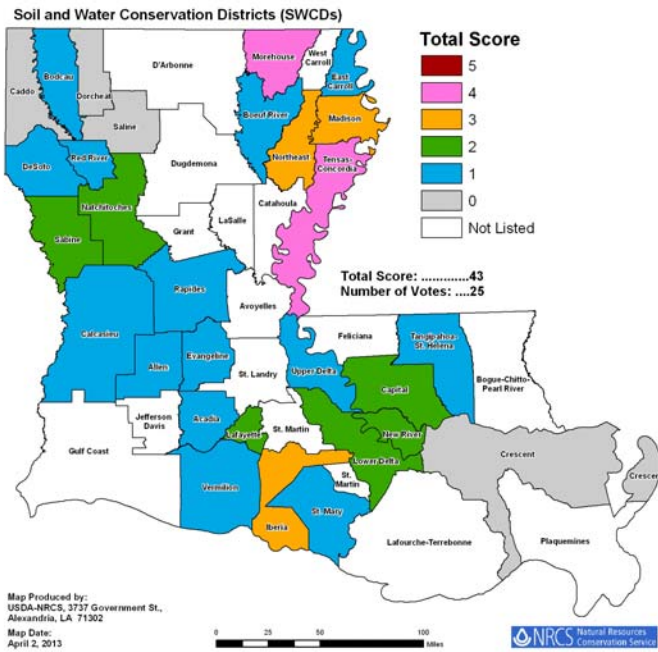 Soil and Water Conservation Districts (SWCDs)
Total Score
5
4
3
2
1
0
Not Listed
Morehouse
West
Carroll
East
Carroll
D'Arbonne
Bodcau
Caddo
Dorcheat
Boeuf River
Madison
Saline
Northeast
Tensas-
Concordia
DeSoto
Red River
Dugdemona
Catahoula
Natchitoches
LaSalle
Grant
Sabine
Total Score: .............43
Number of Votes: ....25
Rapides
Avoyelles
Calcasieu
Feliciana
Tangipahoa-
St. Helena
Evangeline
Allen
Upper Delta
St. Landry
Capital
Bogue-Chitto-
Pearl River
Jefferson
Davis
Acadia
Lafayette
St. Martin
New River
Gulf Coast
Crescent
Lower Delta
St.
Martin
Crescent
Vermilion
St. Mary
Iberia
Lafourche-Terrebonne
Plaquemines
Map Produced by:
USDA-NRCS, 3737 Government St.,
Alexandria, LA 71302
Map Date:
April 2, 2013
0 25 50 100
Miles
NRCS Natural Resources
Conservation Service